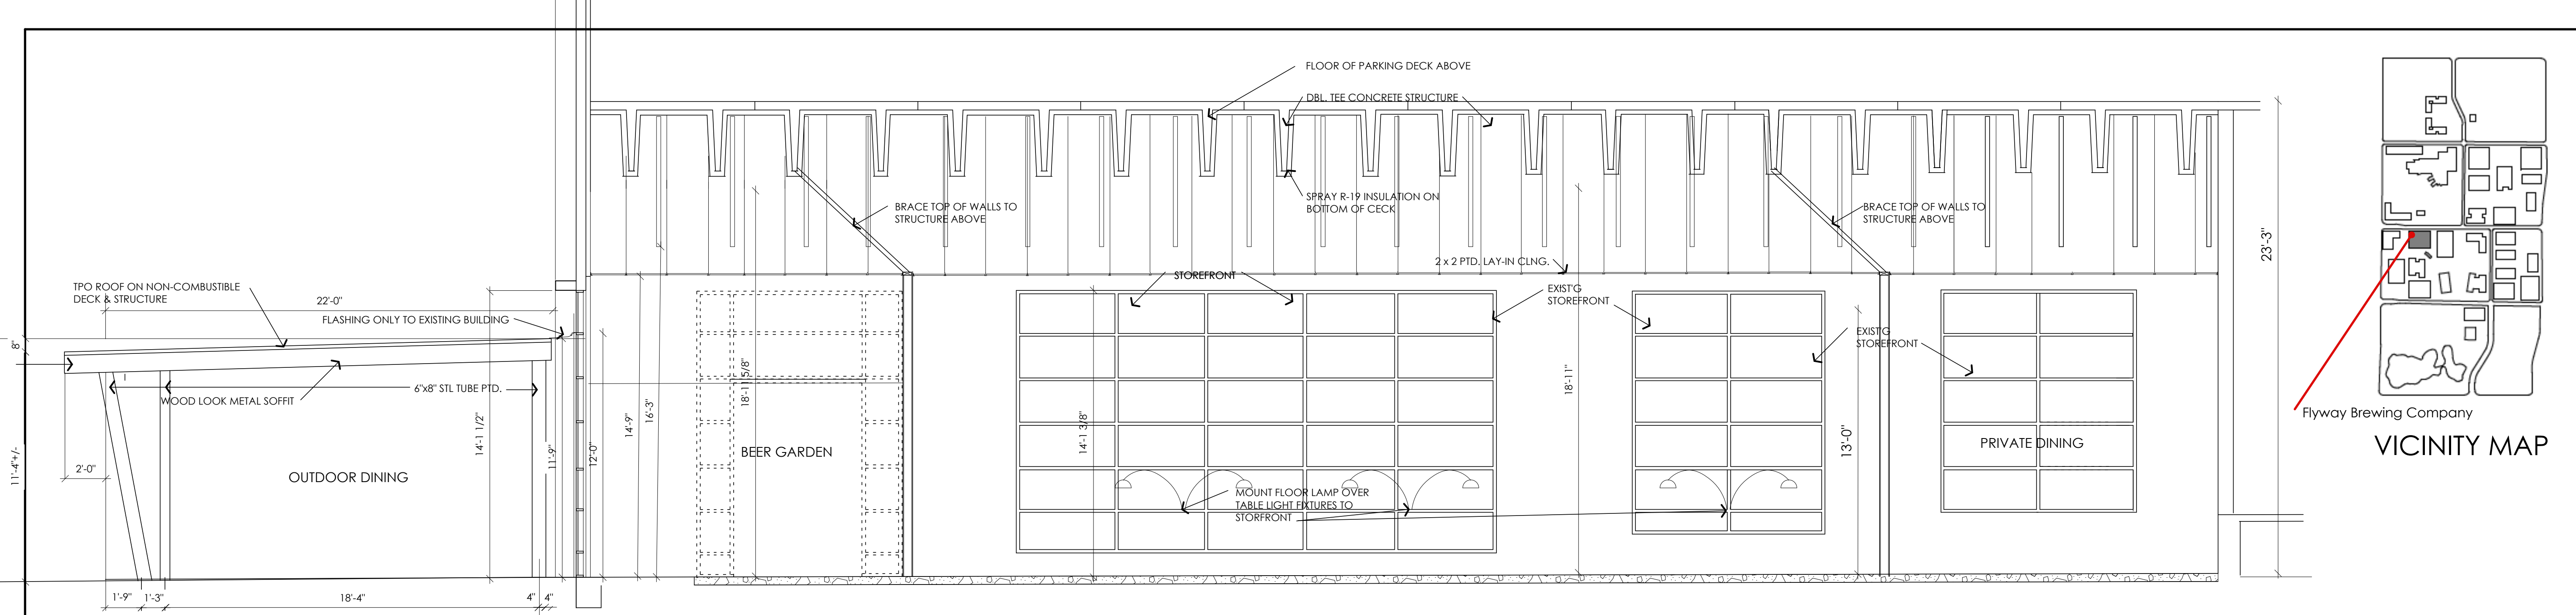 FLOOR OF PARKING DECK ABOVE
DBL. TEE CONCRETE STRUCTURE
SPRAY R-19 INSULATION ON
BOTTOM OF CECK
BRACE TOP OF WALLS TO
STRUCTURE ABOVE
BRACE TOP OF WALLS TO
STRUCTURE ABOVE
23'-3"
2 x 2 PTD. LAY-IN CLNG.
STOREFRONT
TPO ROOF ON NON-COMBUSTIBLE
DECK & STRUCTURE
22'-0"
FLASHING ONLY TO EXISTING BUILDING
EXIST'G
STOREFRONT
EXIST'G
STOREFRONT
8"
6"x8" STL TUBE PTD.
WOOD LOOK METAL SOFFIT
18'-11 5/8"
18'-11"
14'-1 1/2"
14'-9"
16'-3"
14'-1 3/8"
13'-0"
11'-9"
12'-0"
11'-4"+/-
2'-0"
OUTDOOR DINING
BEER GARDEN
PRIVATE DINING
MOUNT FLOOR LAMP OVER
TABLE LIGHT FIXTURES TO
STORFRONT
1'-9"
1'-3"
18'-4"
4"
4"
Flyway Brewing Company
VICINITY MAP